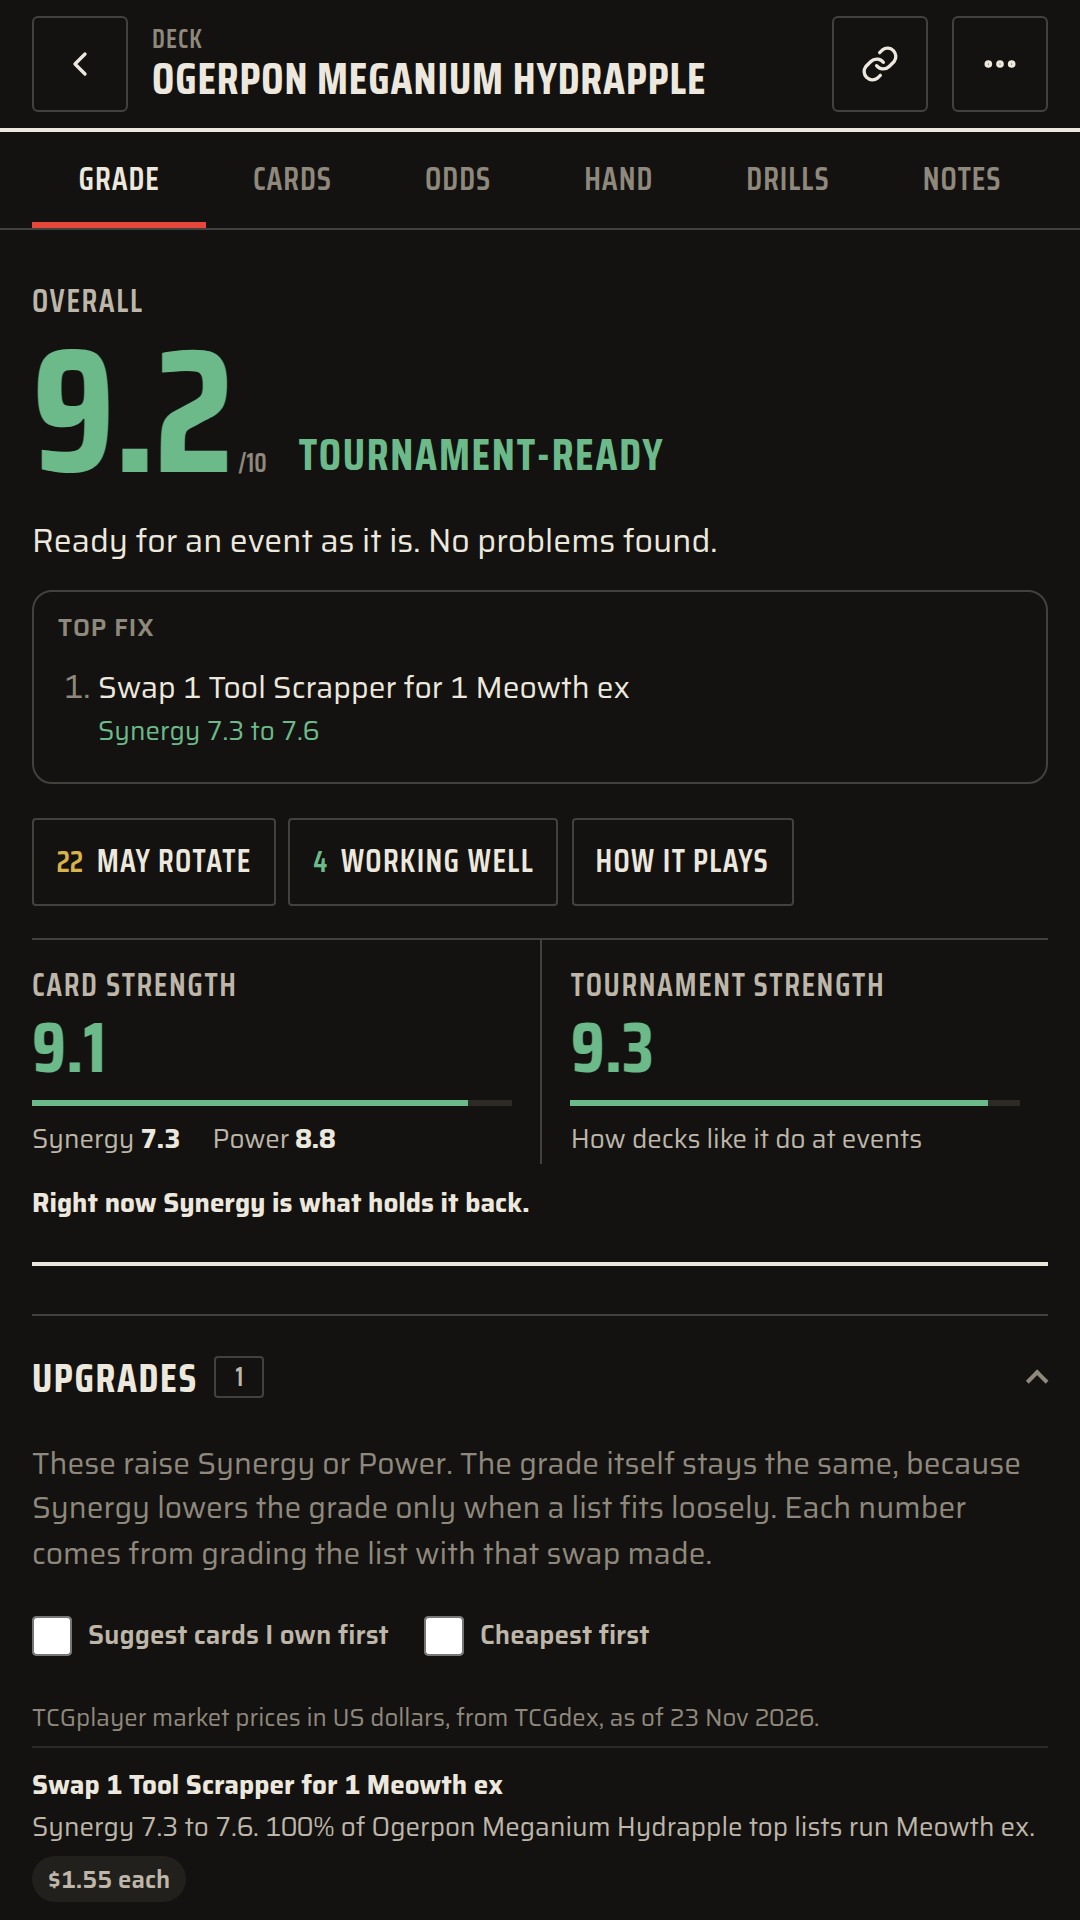 DECK
OGERPON MEGANIUM HYDRAPPLE
GRADE CARDS ODDS HAND DRILLS NOTES
OVERALL
9.2/10 TOURNAMENT-READY
Ready for an event as it is. No problems found.
TOP FIX
1. Swap 1 Tool Scrapper for 1 Meowth ex
Synergy 7.3 to 7.6
22 MAY ROTATE 4 WORKING WELL HOW IT PLAYS
CARD STRENGTH
9.1
Synergy 7.3 Power 8.8
TOURNAMENT STRENGTH
9.3
How decks like it do at events
Right now Synergy is what holds it back.
UPGRADES 1
These raise Synergy or Power. The grade itself stays the same, because
Synergy lowers the grade only when a list fits loosely. Each number
comes from grading the list with that swap made.
Suggest cards I own first Cheapest first
TCGplayer market prices in US dollars, from TCGdex, as of 23 Nov 2026.
Swap 1 Tool Scrapper for 1 Meowth ex
Synergy 7.3 to 7.6. 100% of Ogerpon Meganium Hydrapple top lists run Meowth ex.
$1.55 each